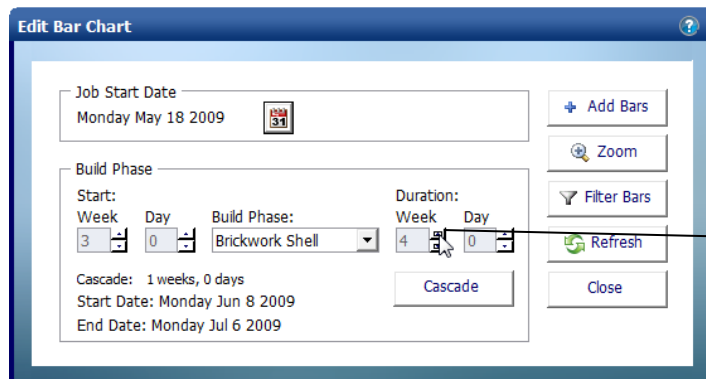 Edit Bar Chart
?
Job Start Date
Monday May 18 2009
31
Add Bars
Zoom
Build Phase
Filter Bars
Start:
Duration:
Week Day Build Phase: Week Day
3 0 Brickwork Shell 4 0
Refresh
Cascade: 1 weeks, 0 days
Cascade
Close
Start Date: Monday Jun 8 2009
End Date: Monday Jul 6 2009